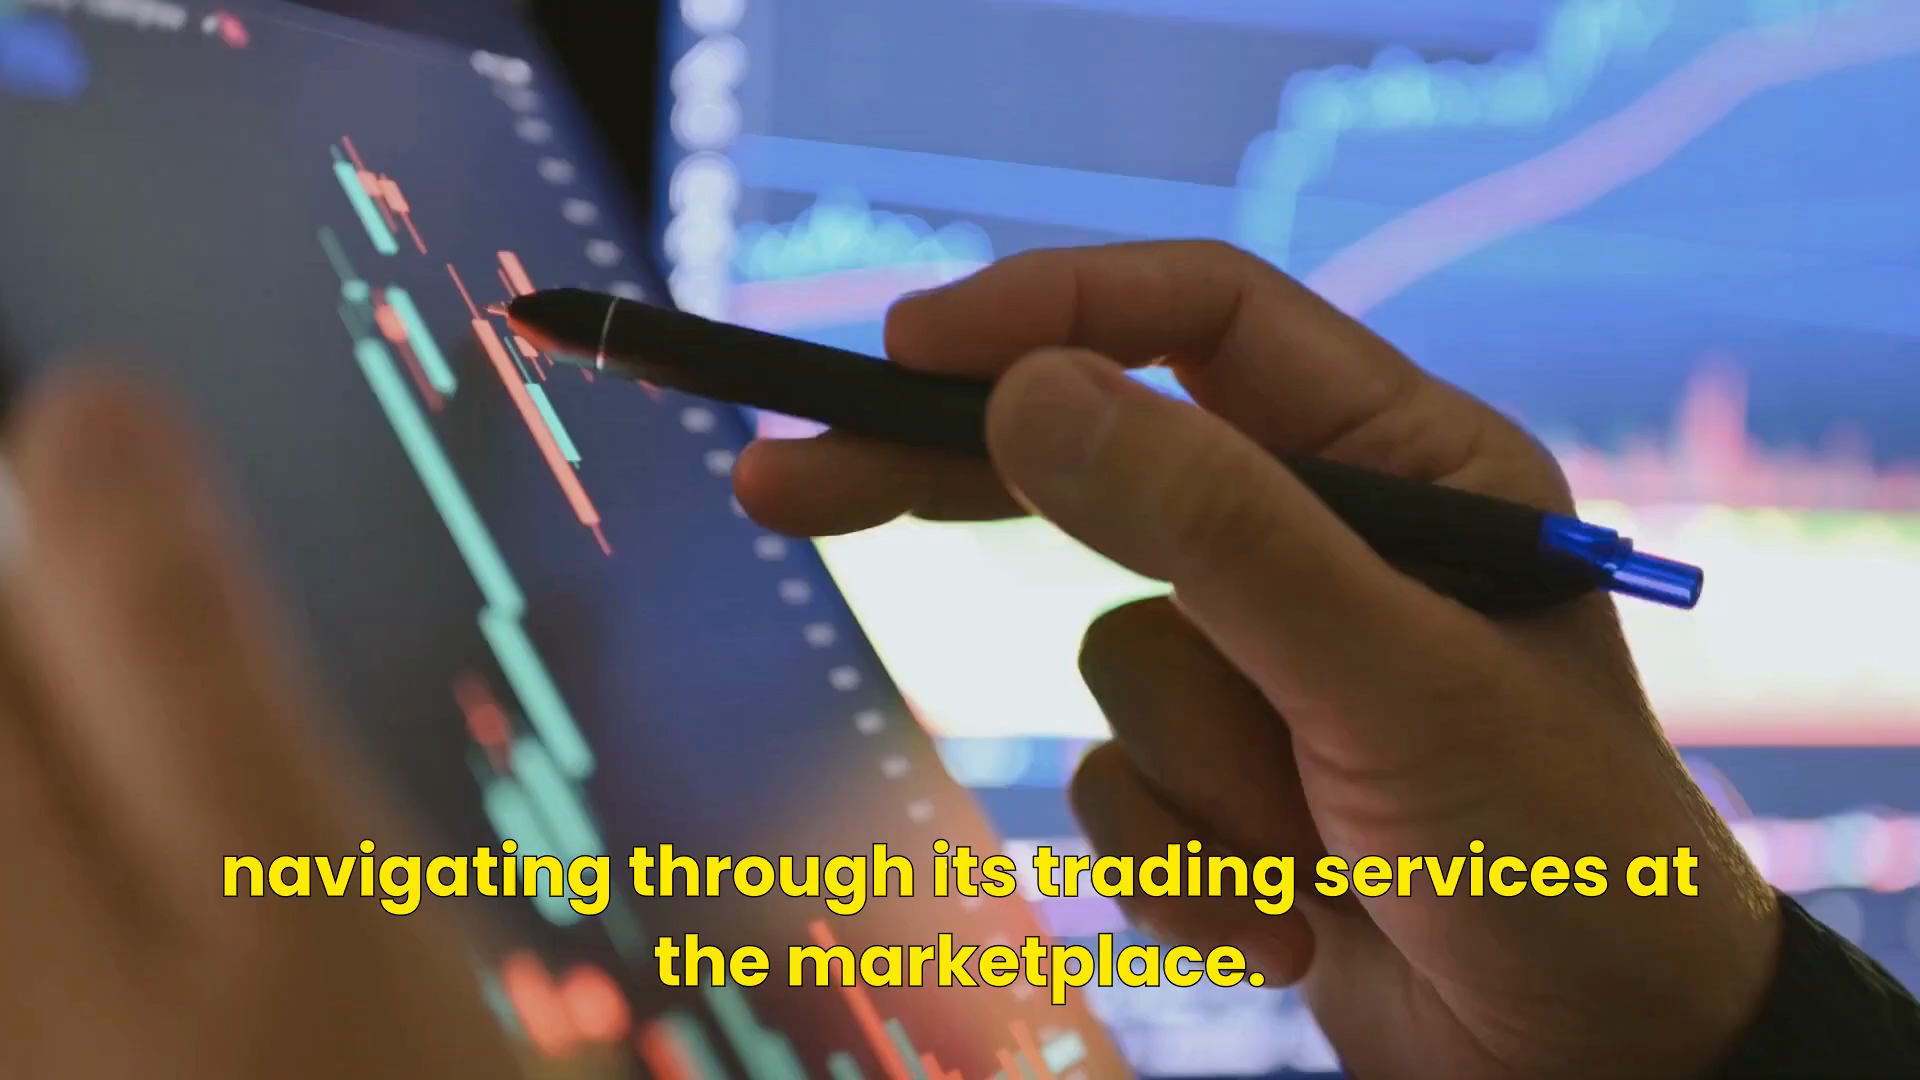 navigating through its trading services at
the marketplace.